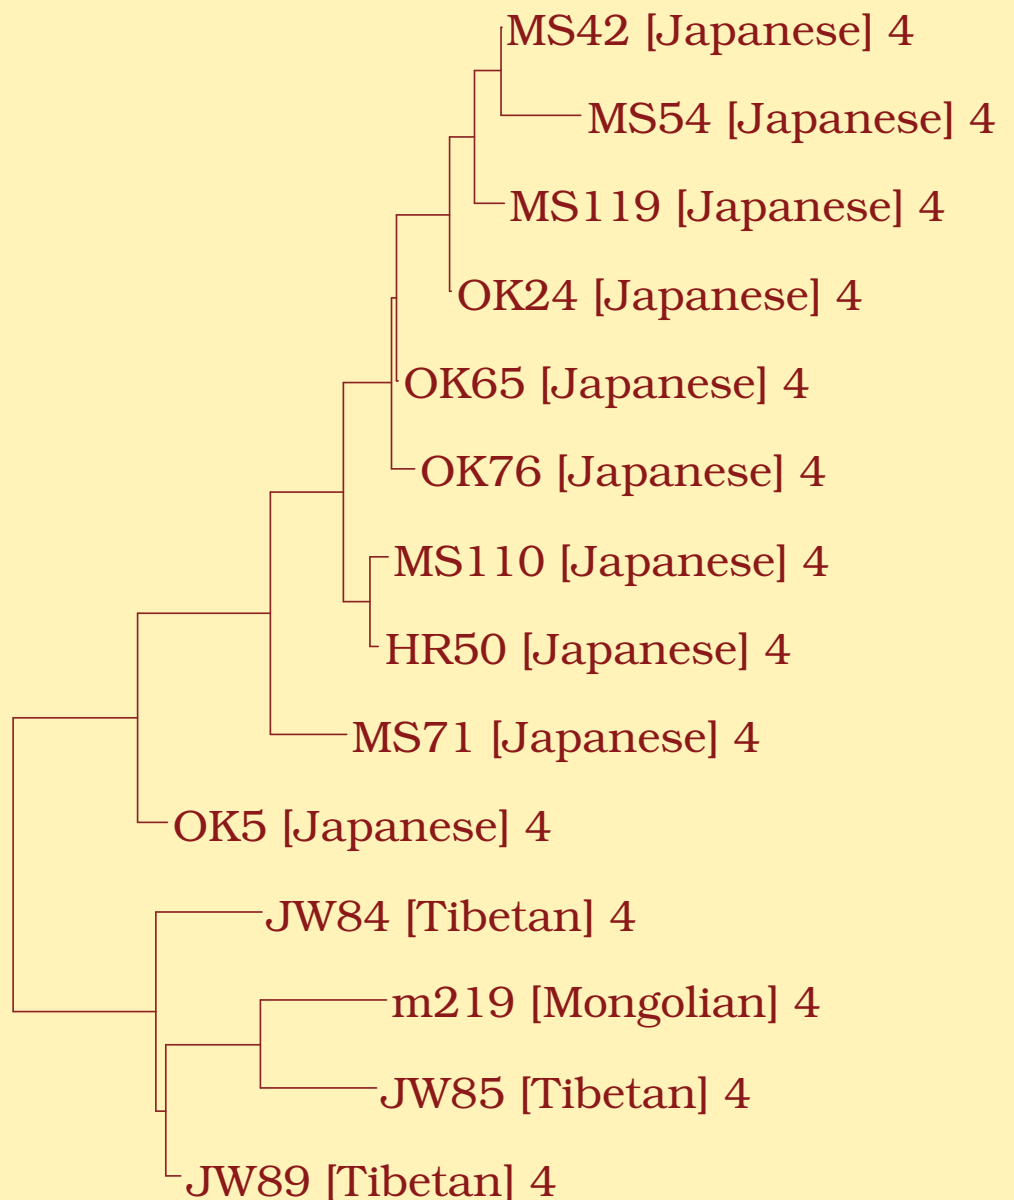 MS42 [Japanese] 4
MS54 [Japanese] 4
MS119 [Japanese] 4
OK24 [Japanese] 4
OK65 [Japanese] 4
OK76 [Japanese] 4
MS110 [Japanese] 4
HR50 [Japanese] 4
MS71 [Japanese] 4
OK5 [Japanese] 4
JW84 [Tibetan] 4
m219 [Mongolian] 4
JW85 [Tibetan] 4
JW89 [Tibetan] 4